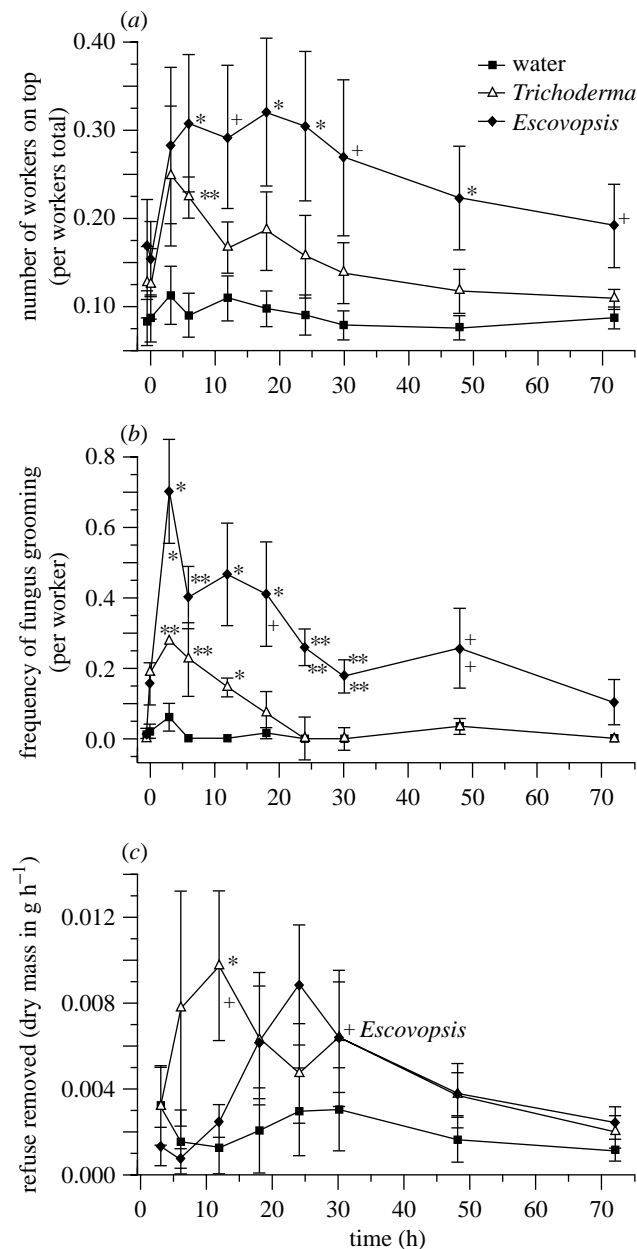 (a)
0.40
0.30
0.20
0.10
number of workers on top
(per workers total)
water
Trichoderma
Escovopsis
* + * * + * +
**
0 10 20 30 40 50 60 70
(b)
0.8
0.6
0.4
0.2
0.0
frequency of fungus grooming
(per worker)
*
* ** * *
+ ** ** +
** ** +
** ** *
0 10 20 30 40 50 60 70
(c)
0.012
0.008
0.004
0.000
refuse removed (dry mass in g h⁻¹)
*
+
+ Escovopsis
0 10 20 30 40 50 60 70
time (h)